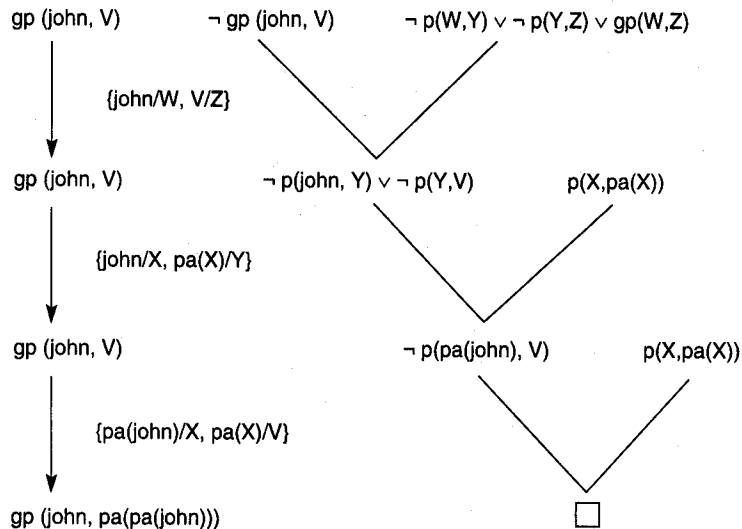 gp (john, V) ¬ gp (john, V) ¬ p(W,Y) ∨ ¬ p(Y,Z) ∨ gp(W,Z)
{john/W, V/Z}
gp (john, V) ¬ p(john, Y) ∨ ¬ p(Y,V) p(X,pa(X))
{john/X, pa(X)/Y}
gp (john, V) ¬ p(pa(john), V) p(X,pa(X))
{pa(john)/X, pa(X)/V}
gp (john, pa(pa(john)))